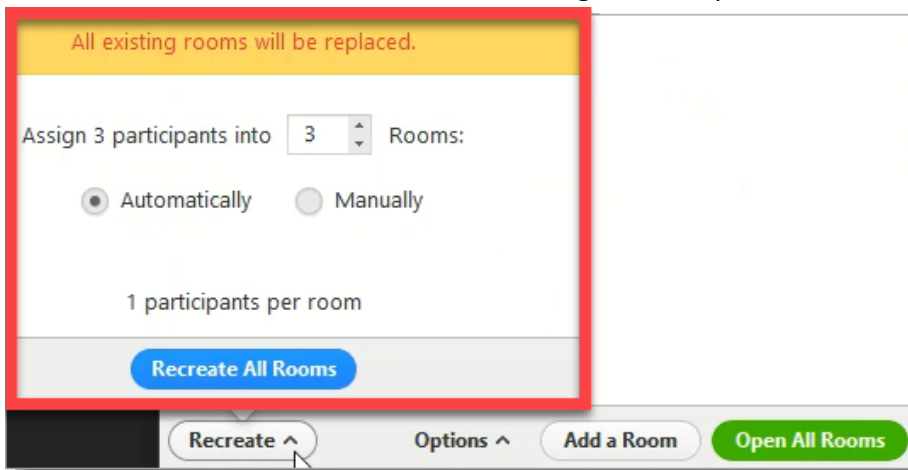 All existing rooms will be replaced.
Assign 3 participants into 3 Rooms:
Automatically Manually
1 participants per room
Recreate All Rooms
Recreate Options Add a Room Open All Rooms